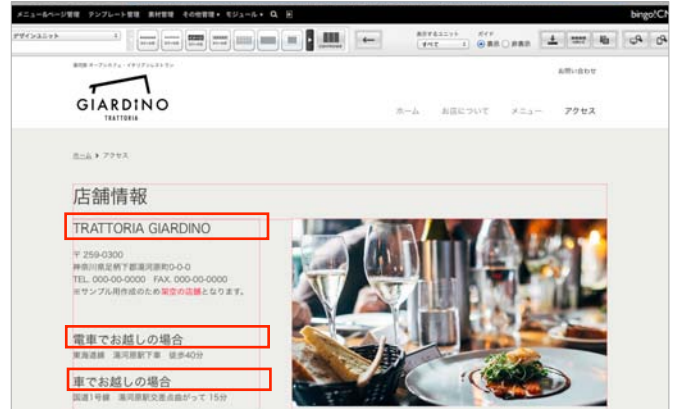 メニュー&ページ管理 テンプレート管理 素材管理 その他管理 モジュール
bingo!CM
デザインユニット
表示するユニット
すべて
ガイド
表示 非表示
お問い合わせ
GIARDINO
TRATTORIA
ホーム お店について メニュー アクセス
ホーム アクセス
店舗情報
TRATTORIA GIARDINO
〒259-0300
神奈川県足柄下郡湯河原町0-0-0
TEL. 000-00-0000 FAX. 000-00-0000
※サンプル用作成のため架空の店舗となります。
電車でお越しの場合
東海道線 湯河原駅下車 徒歩40分
車でお越しの場合
国道1号線 湯河原駅交差点曲がって 15分